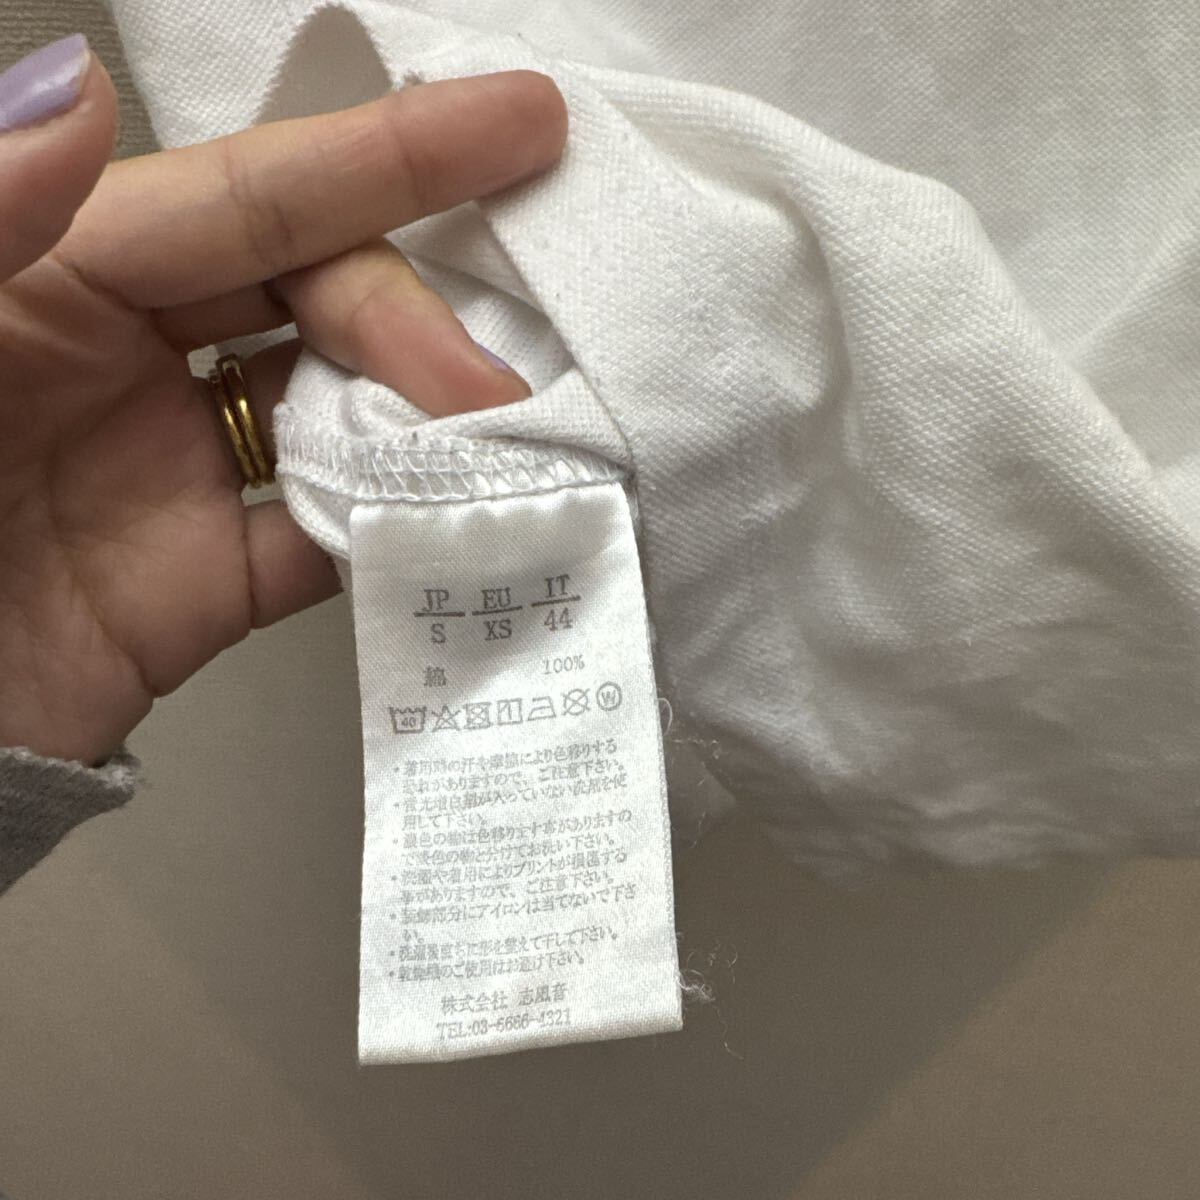 JP EU IT
S XS 44
綿 100%
40 W
・着用時の汗や摩擦により色移りする
恐れがありますので、ご注意下さい。
・蛍光増白剤が入っていない洗剤を使
用して下さい。
・濃色の物は色移ります事がありますの
で淡色の物と分けてお洗い下さい。
・洗濯や着用によりプリントが損傷する
事がありますので、ご注意下さい。
・装飾部分にアイロンは当てないで下さ
い。
・洗濯後直ちに形を整えて干して下さい。
・乾燥機のご使用はお避け下さい。
株式会社 志風音
TEL:03-6686-4321